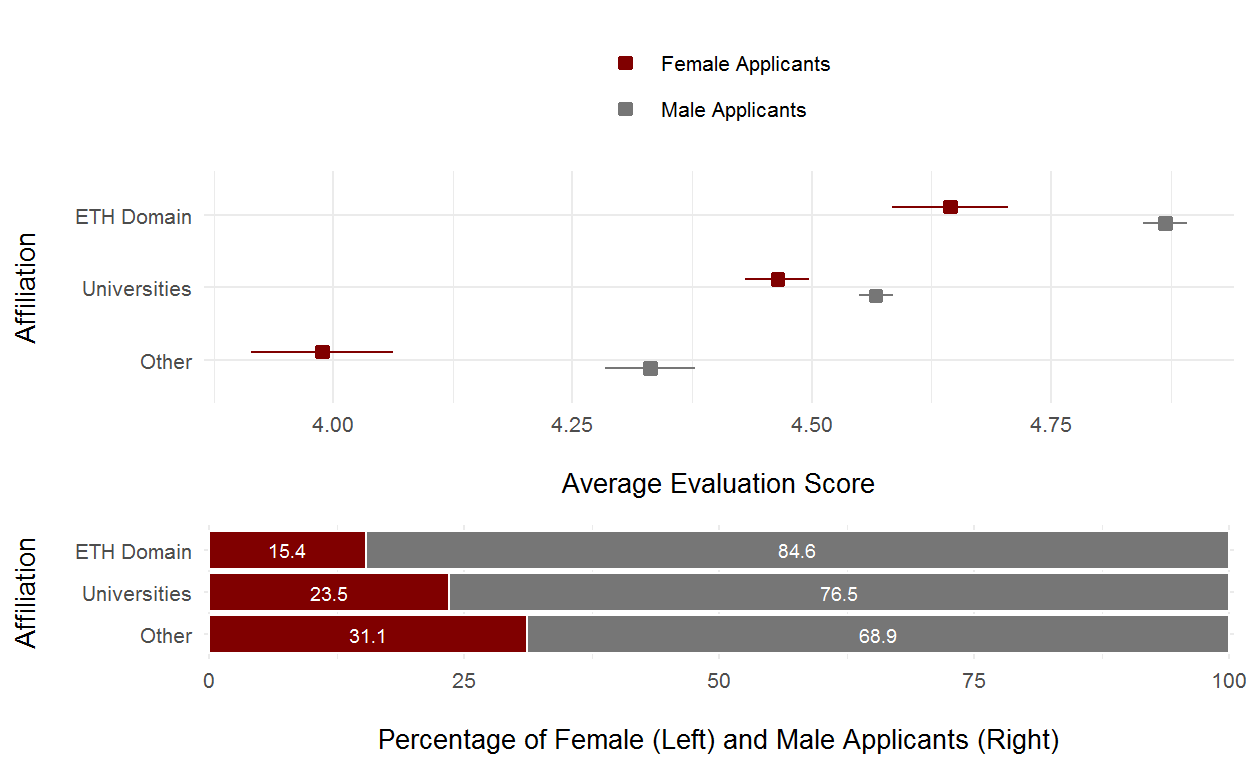 Female Applicants
Male Applicants
Affiliation
ETH Domain
Universities
Other
4.00 4.25 4.50 4.75
Average Evaluation Score
Affiliation
ETH Domain 15.4 84.6
Universities 23.5 76.5
Other 31.1 68.9
0 25 50 75 100
Percentage of Female (Left) and Male Applicants (Right)